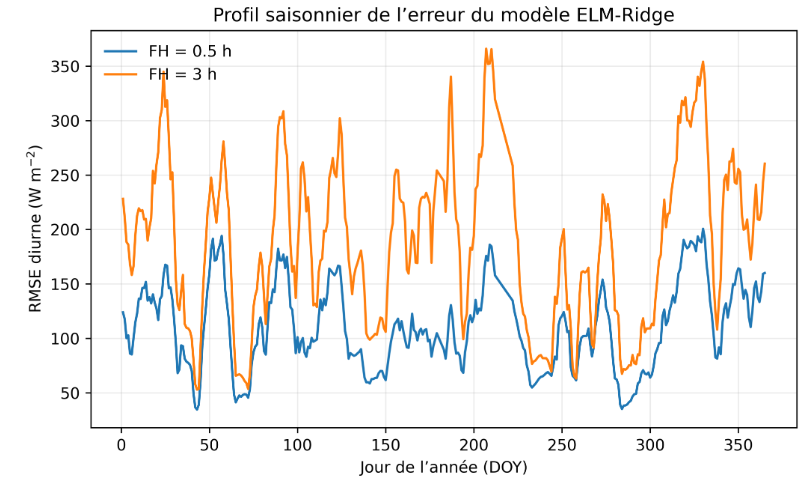 Profil saisonnier de l’erreur du modèle ELM-Ridge
FH = 0.5 h
FH = 3 h
RMSE diurne (W m⁻²)
350
300
250
200
150
100
50
0 50 100 150 200 250 300 350
Jour de l’année (DOY)